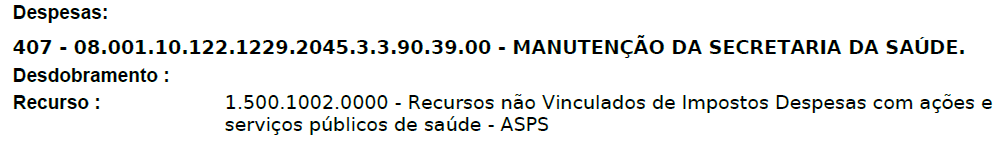 Despesas:
407 - 08.001.10.122.1229.2045.3.3.90.39.00 - MANUTENÇÃO DA SECRETARIA DA SAÚDE.
Desdobramento :
Recurso : 1.500.1002.0000 - Recursos não Vinculados de Impostos Despesas com ações e
serviços públicos de saúde - ASPS